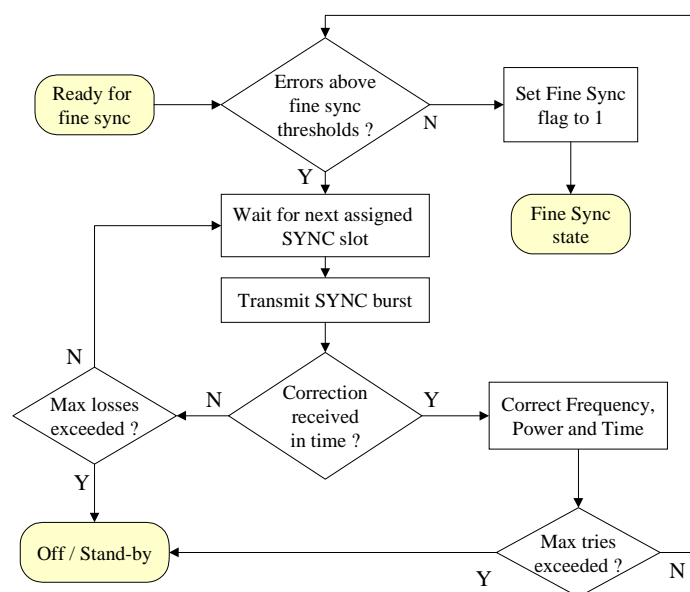 Ready for
fine sync
Errors above
fine sync
thresholds ?
N
Set Fine Sync
flag to 1
Y
Fine Sync
state
Wait for next assigned
SYNC slot
Transmit SYNC burst
N
Max losses
exceeded ?
N
Correction
received
in time ?
Y
Correct Frequency,
Power and Time
Y
Off / Stand-by
Max tries
exceeded ?
Y
N